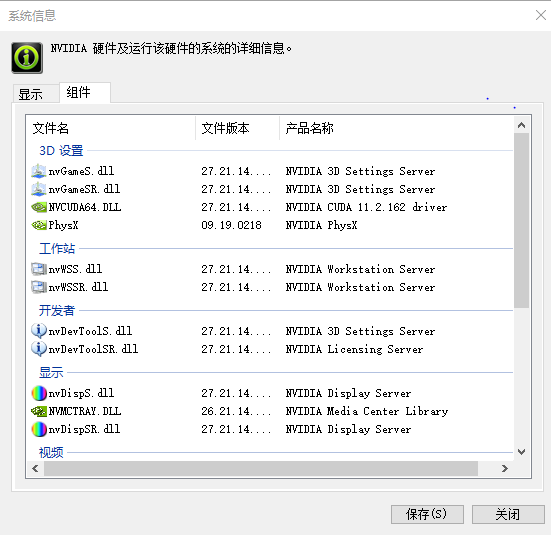 系统信息
NVIDIA 硬件及运行该硬件的系统的详细信息。
显示 组件
文件名 文件版本 产品名称
3D 设置
nvGameS.dll 27.21.14.... NVIDIA 3D Settings Server
nvGameSR.dll 27.21.14.... NVIDIA 3D Settings Server
NVCUDA64.DLL 27.21.14.... NVIDIA CUDA 11.2.162 driver
PhysX 09.19.0218 NVIDIA PhysX
工作站
nvWSS.dll 27.21.14.... NVIDIA Workstation Server
nvWSSR.dll 27.21.14.... NVIDIA Workstation Server
开发者
nvDevToolS.dll 27.21.14.... NVIDIA 3D Settings Server
nvDevToolSR.dll 27.21.14.... NVIDIA Licensing Server
显示
nvDispS.dll 27.21.14.... NVIDIA Display Server
NVMCTRAY.DLL 26.21.14.... NVIDIA Media Center Library
nvDispSR.dll 27.21.14.... NVIDIA Display Server
视频
保存(S) 关闭